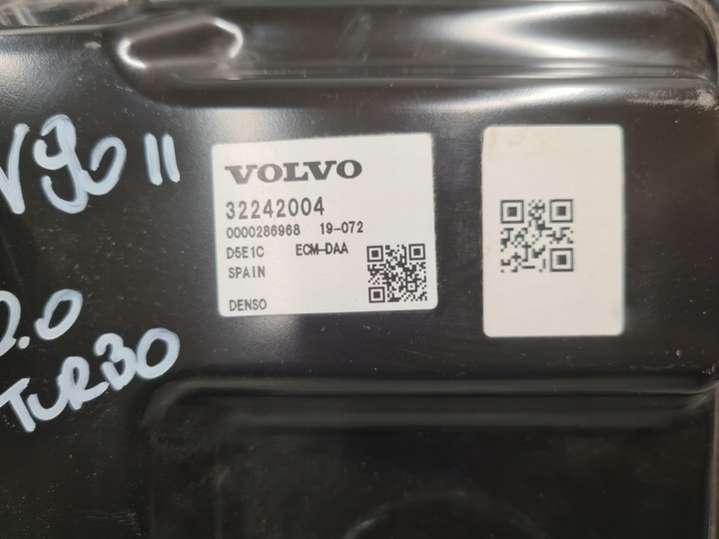 V90 II
2.0
TURBO
VOLVO
32242004
0000286968 19-072
D5E1C ECM-DAA
SPAIN
DENSO